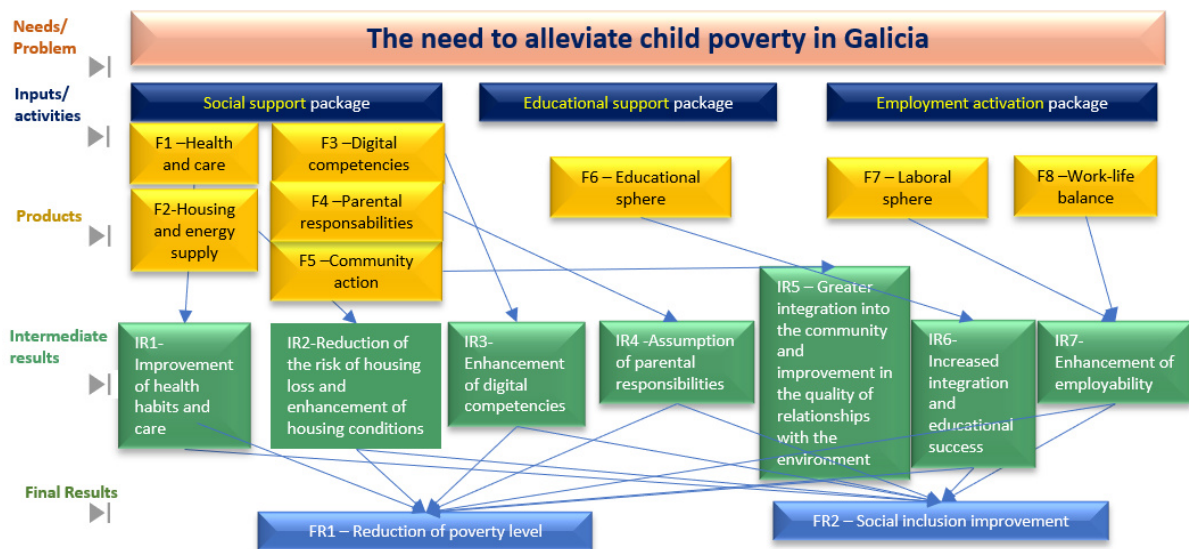 Needs/
Problem
The need to alleviate child poverty in Galicia
Inputs/
activities
Social support package
Educational support package
Employment activation package
F1 –Health
and care
F3 –Digital
competencies
F6 – Educational
sphere
F7 – Laboral
sphere
F8 –Work-life
balance
Products
F2-Housing
and energy
supply
F4 –Parental
responsabilities
F5 –Community
action
Intermediate
results
IR1-
Improvement
of health
habits and
care
IR2-Reduction of
the risk of housing
loss and
enhancement of
housing conditions
IR3-
Enhancement
of digital
competencies
IR4 -Assumption
of parental
responsibilities
IR5 – Greater
integration into
the community
and
improvement in
the quality of
relationships
with the
environment
IR6-
Increased
integration
and
educational
success
IR7-
Enhancement of
employability
Final Results
FR1 – Reduction of poverty level
FR2 – Social inclusion improvement